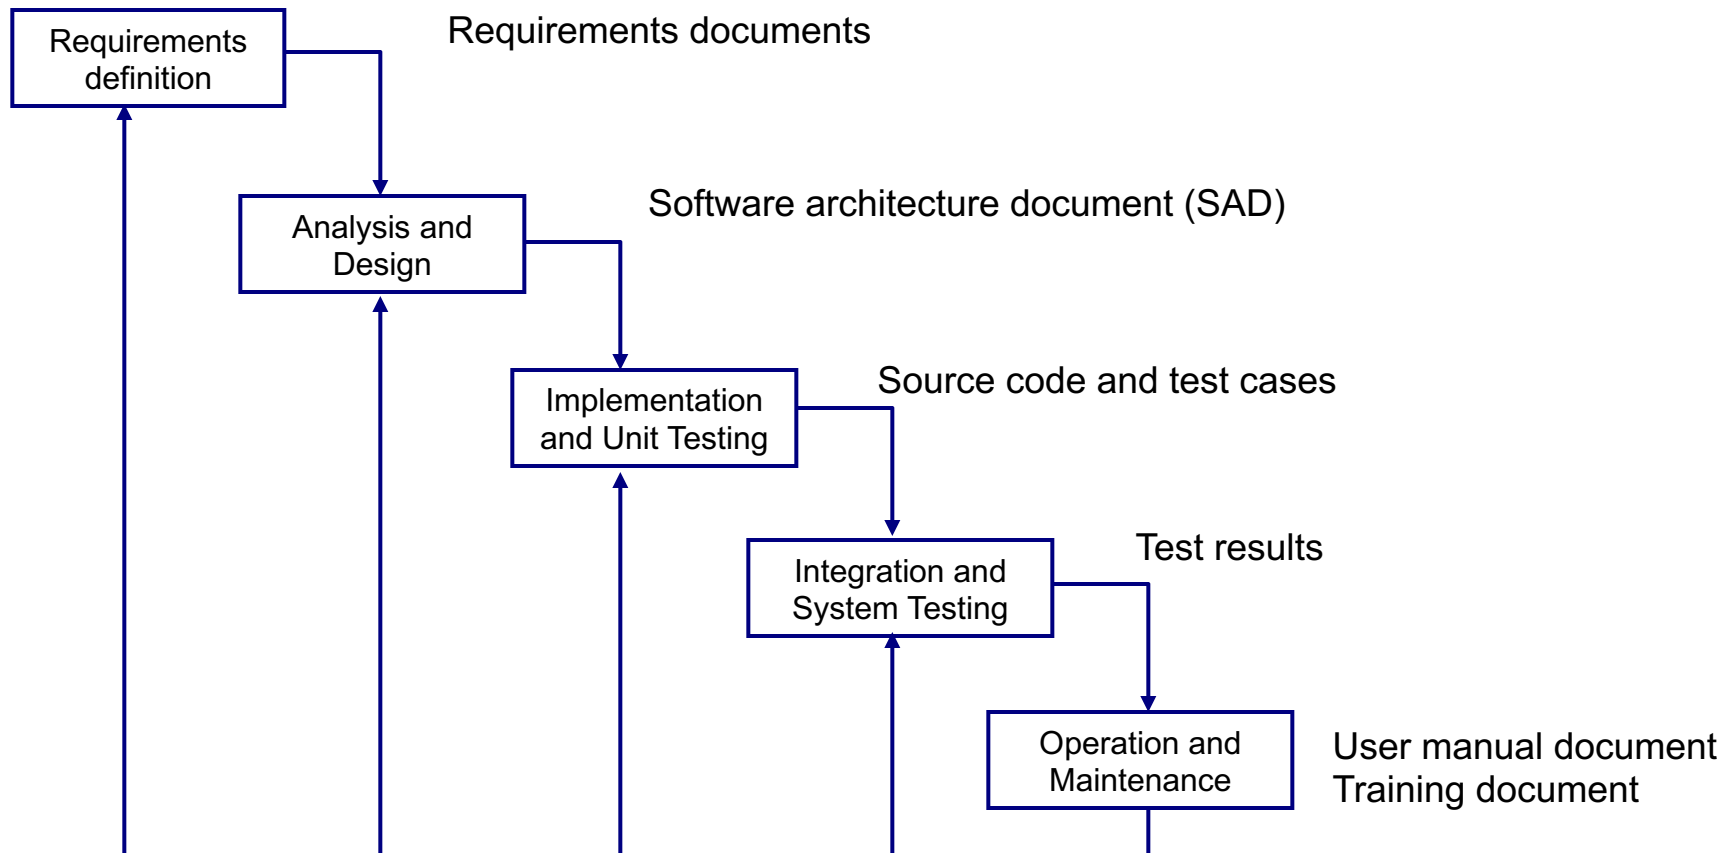 Requirements
definition
Requirements documents
Analysis and
Design
Software architecture document (SAD)
Implementation
and Unit Testing
Source code and test cases
Integration and
System Testing
Test results
Operation and
Maintenance
User manual document
Training document